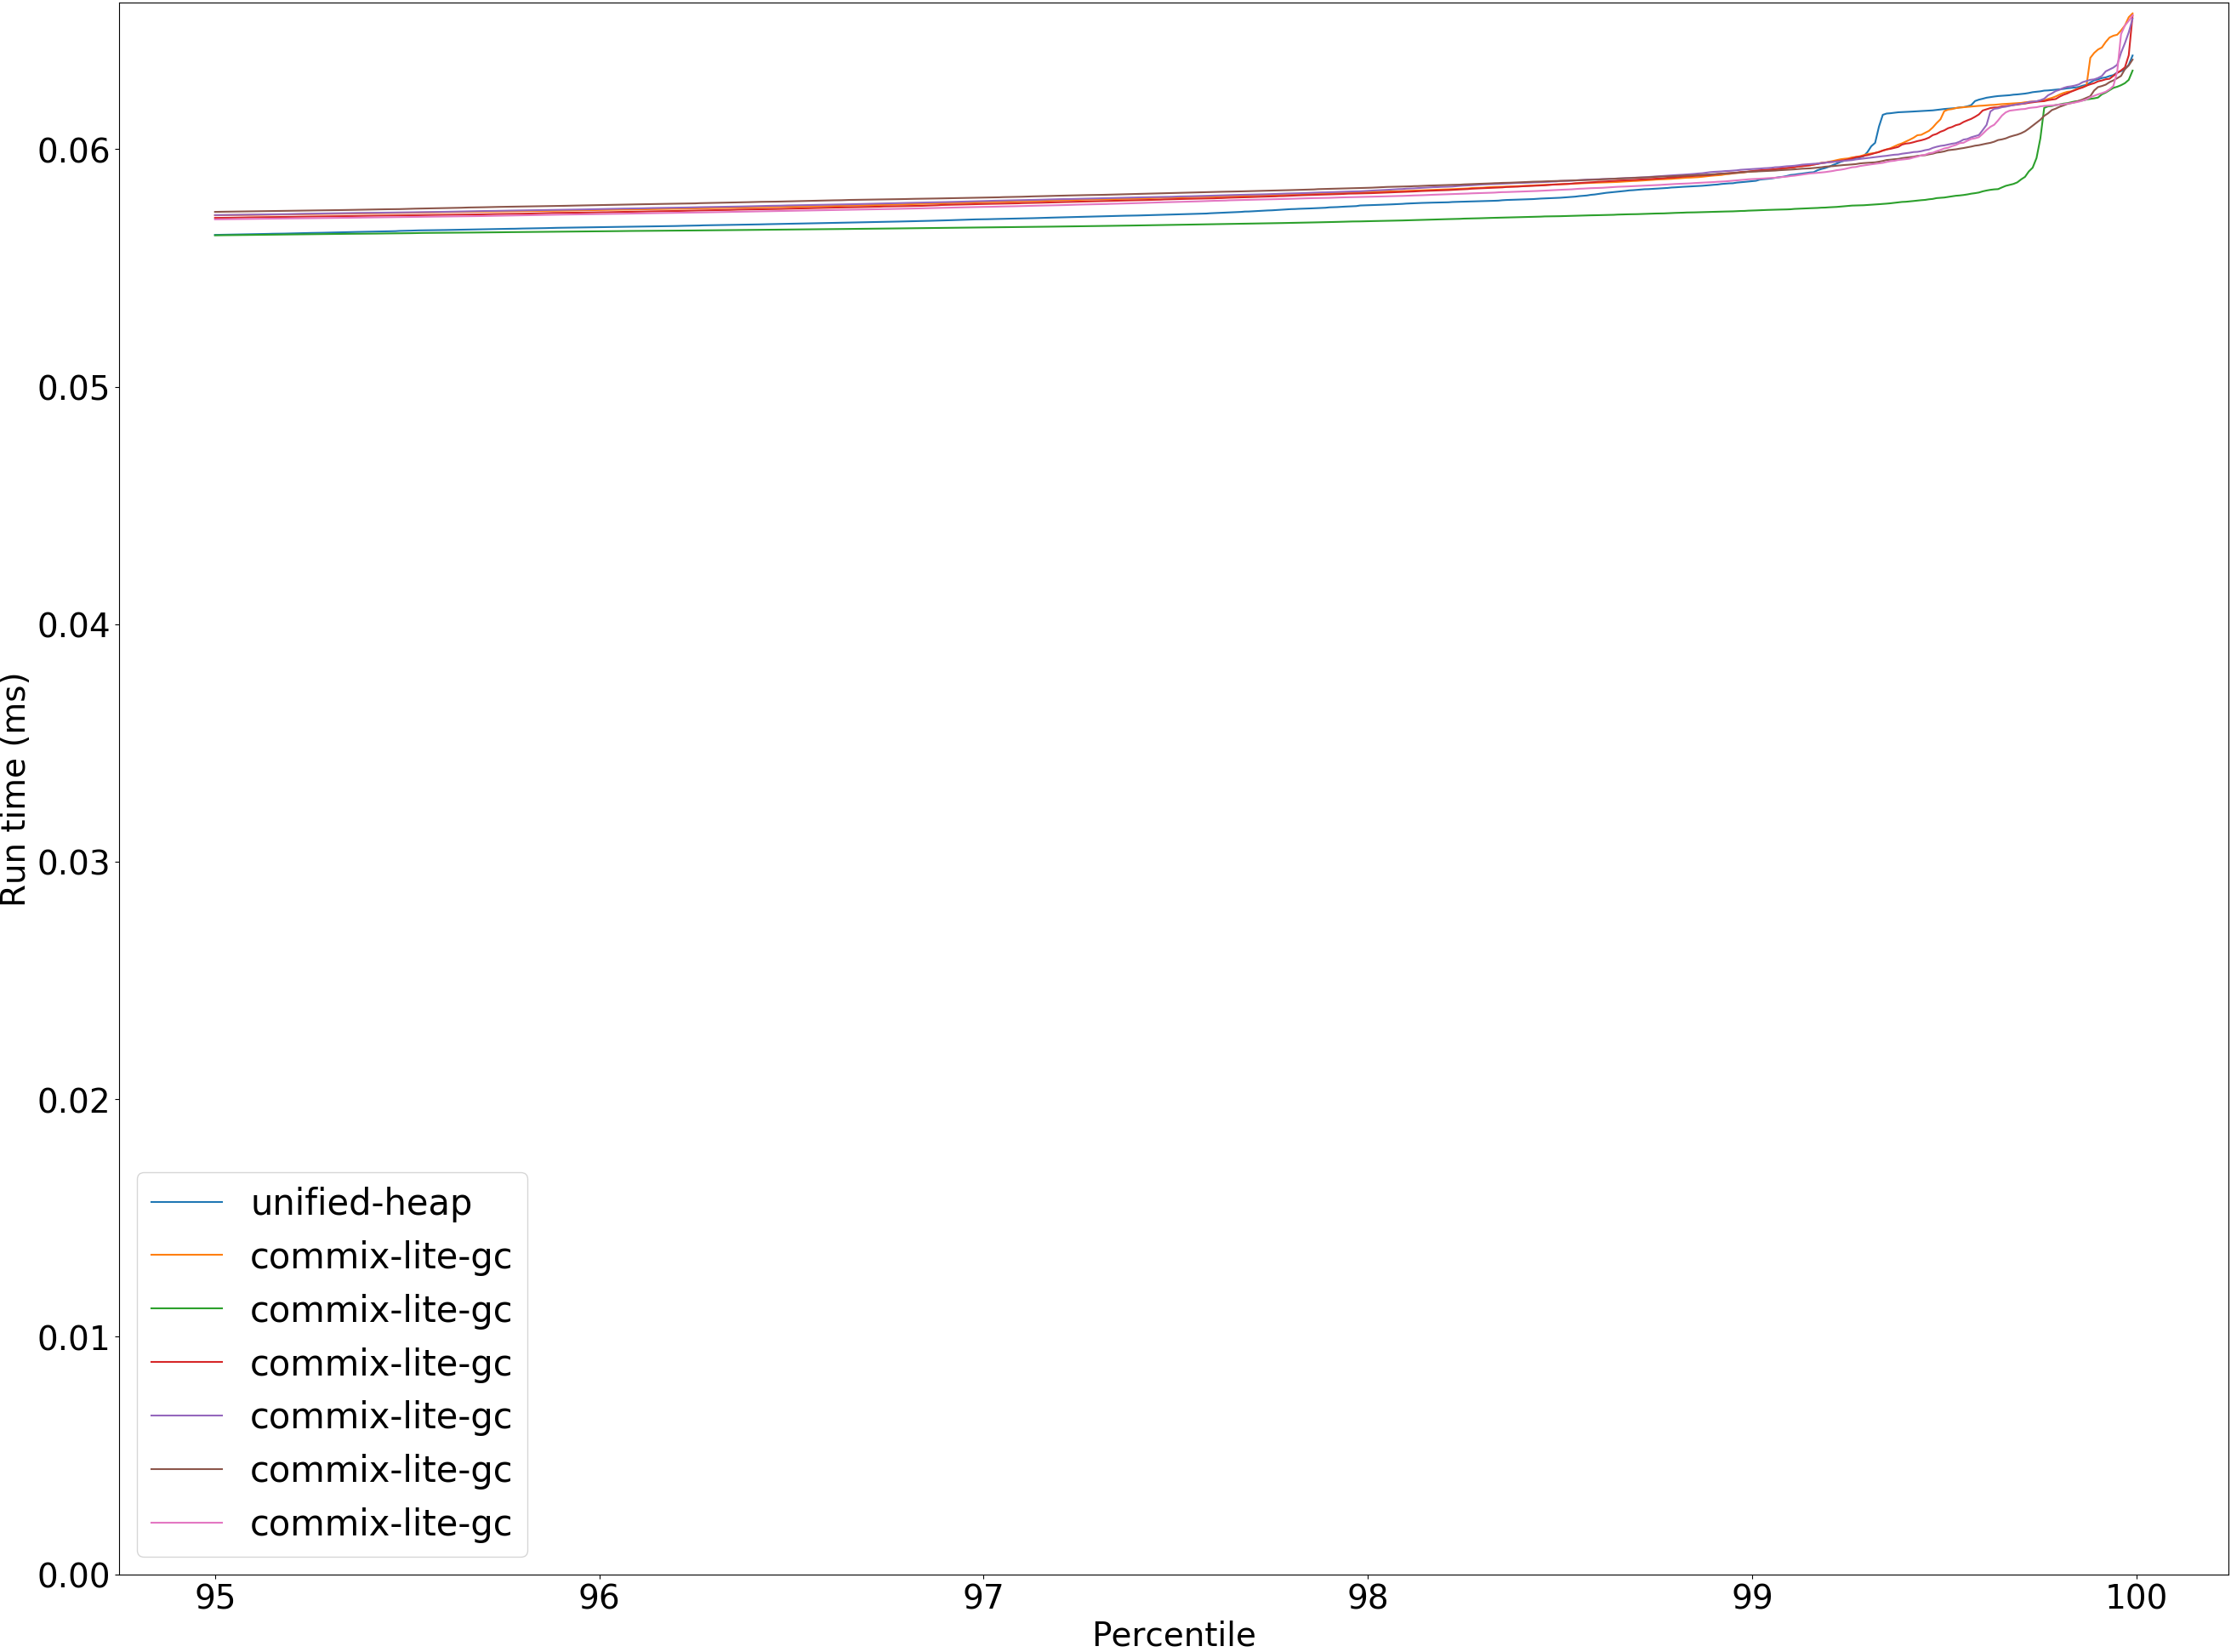 0.06
0.05
0.04
0.03
0.02
0.01
0.00
Run time (ms)
unified-heap
commix-lite-gc
commix-lite-gc
commix-lite-gc
commix-lite-gc
commix-lite-gc
commix-lite-gc
95 96 97 98 99 100
Percentile